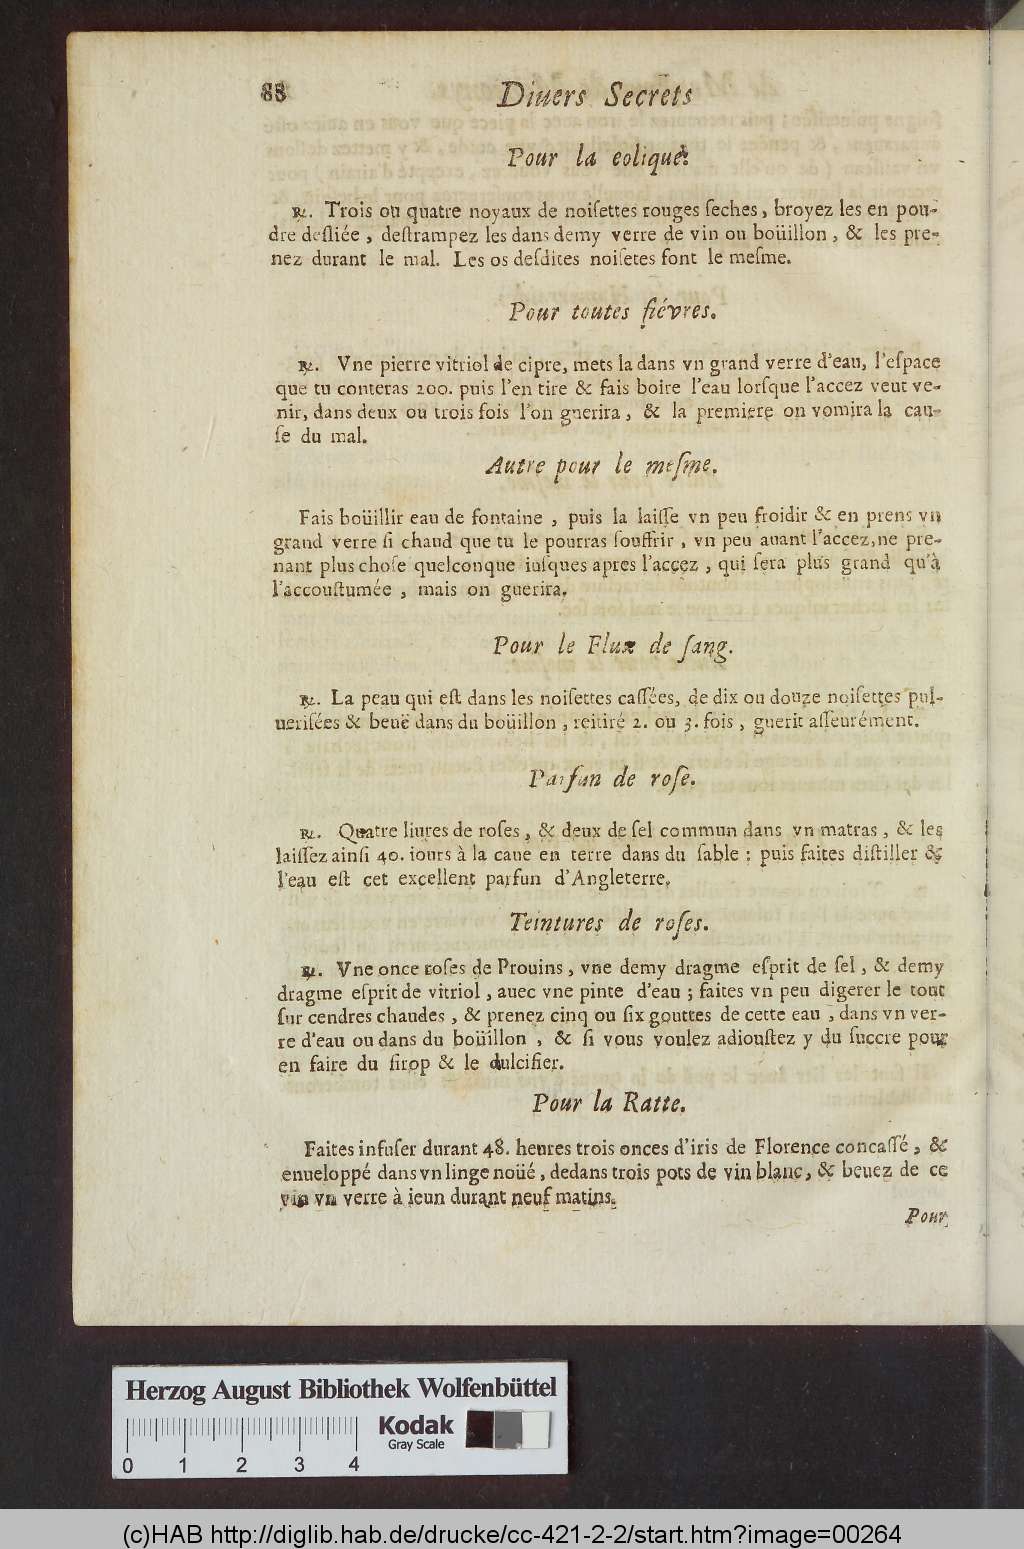 88 Diuers Secrets
Pour la eolique.
℞. Trois ou quatre noyaux de noiſettes rouges ſeches, broyez les en pou-
dre deſliée, deſtrampez les dans demy verre de vin ou boüillon, & les pre-
nez durant le mal. Les os deſdites noiſetes font le meſme.
Pour toutes fiévres.
℞. Vne pierre vitriol de cipre, mets la dans vn grand verre d'eau, l'eſpace
que tu conteras 200. puis l'en tire & fais boire l'eau lorſque l'accez veut ve-
nir, dans deux ou trois fois l'on guerira, & la premiere on vomira la cau-
ſe du mal.
Autre pour le meſme.
Fais boüillir eau de fontaine, puis la laiſſe vn peu froidir & en prens vn
grand verre ſi chaud que tu le pourras ſouffrir, vn peu auant l'accez, ne pre-
nant plus choſe quelconque iuſques apres l'accez, qui ſera plus grand qu'à
l'accouſtumée, mais on guerira.
Pour le Flux de ſang.
℞. La peau qui eſt dans les noiſettes caſſées, de dix ou douze noiſettes pul-
ueriſées & beuë dans du boüillon, reitiré 2. ou 3. fois, guerit aſſeurément.
Parfun de roſe.
℞. Quatre liures de roſes, & deux de ſel commun dans vn matras, & les
laiſſez ainſi 40. iours à la caue en terre dans du ſable : puis faites diſtiller &
l'eau eſt cet excellent parfun d'Angleterre.
Teintures de roſes.
℞. Vne once roſes de Prouins, vne demy dragme eſprit de ſel, & demy
dragme eſprit de vitriol, auec vne pinte d'eau ; faites vn peu digerer le tout
ſur cendres chaudes, & prenez cinq ou ſix gouttes de cette eau, dans vn ver-
re d'eau ou dans du boüillon, & ſi vous voulez adiouſtez y du ſuccre pour
en faire du ſirop & le dulcifier.
Pour la Ratte.
Faites infuſer durant 48. heures trois onces d'iris de Florence concaſſé, &
enueloppé dans vn linge noüé, dedans trois pots de vin blanc, & beuez de ce
vin vn verre à ieun durant neuf matins.
Pour
Herzog August Bibliothek Wolfenbüttel
Kodak
Gray Scale
0 1 2 3 4
(c)HAB http://diglib.hab.de/drucke/cc-421-2-2/start.htm?image=00264